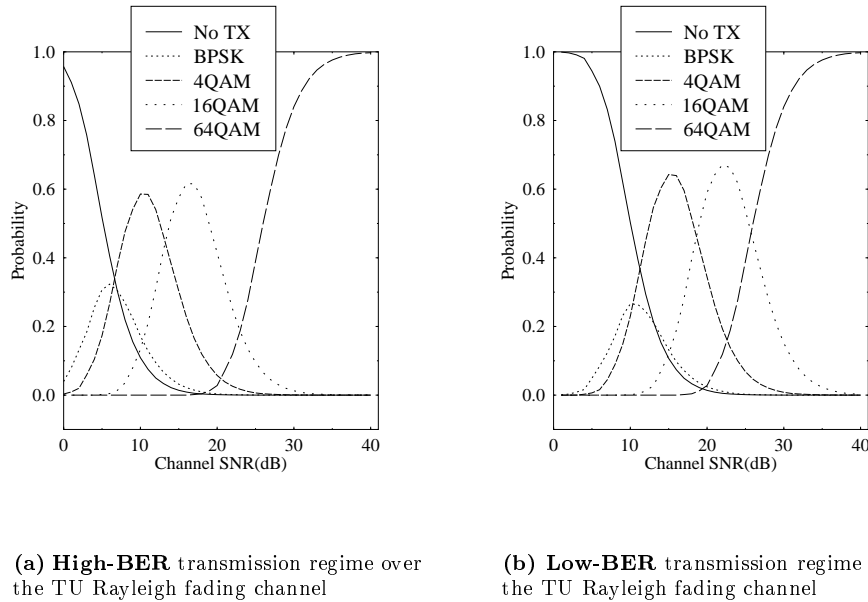 No TX
BPSK
4QAM
16QAM
64QAM
1.0
0.8
0.6
0.4
0.2
0.0
Probability
0 10 20 30 40
Channel SNR(dB)
(a) High-BER transmission regime over
the TU Rayleigh fading channel
No TX
BPSK
4QAM
16QAM
64QAM
1.0
0.8
0.6
0.4
0.2
0.0
Probability
0 10 20 30 40
Channel SNR(dB)
(b) Low-BER transmission regime
the TU Rayleigh fading channel